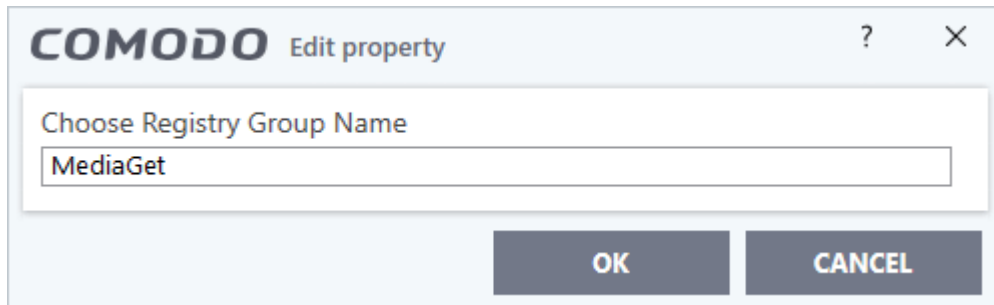 COMODO Edit property ? ×
Choose Registry Group Name
MediaGet
OK CANCEL